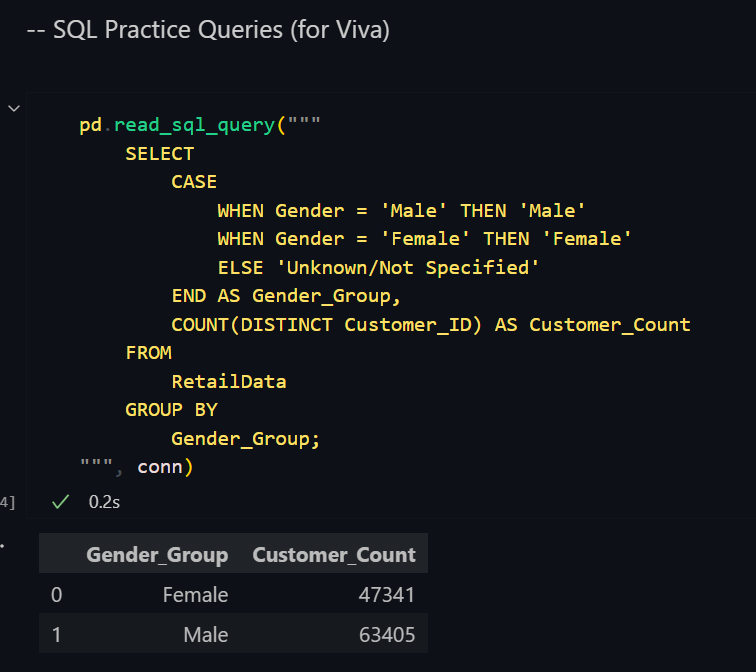 -- SQL Practice Queries (for Viva)
pd.read_sql_query("""
SELECT
CASE
WHEN Gender = 'Male' THEN 'Male'
WHEN Gender = 'Female' THEN 'Female'
ELSE 'Unknown/Not Specified'
END AS Gender_Group,
COUNT(DISTINCT Customer_ID) AS Customer_Count
FROM
RetailData
GROUP BY
Gender_Group;
""", conn)
4] 0.2s
Gender_Group Customer_Count
0 Female 47341
1 Male 63405